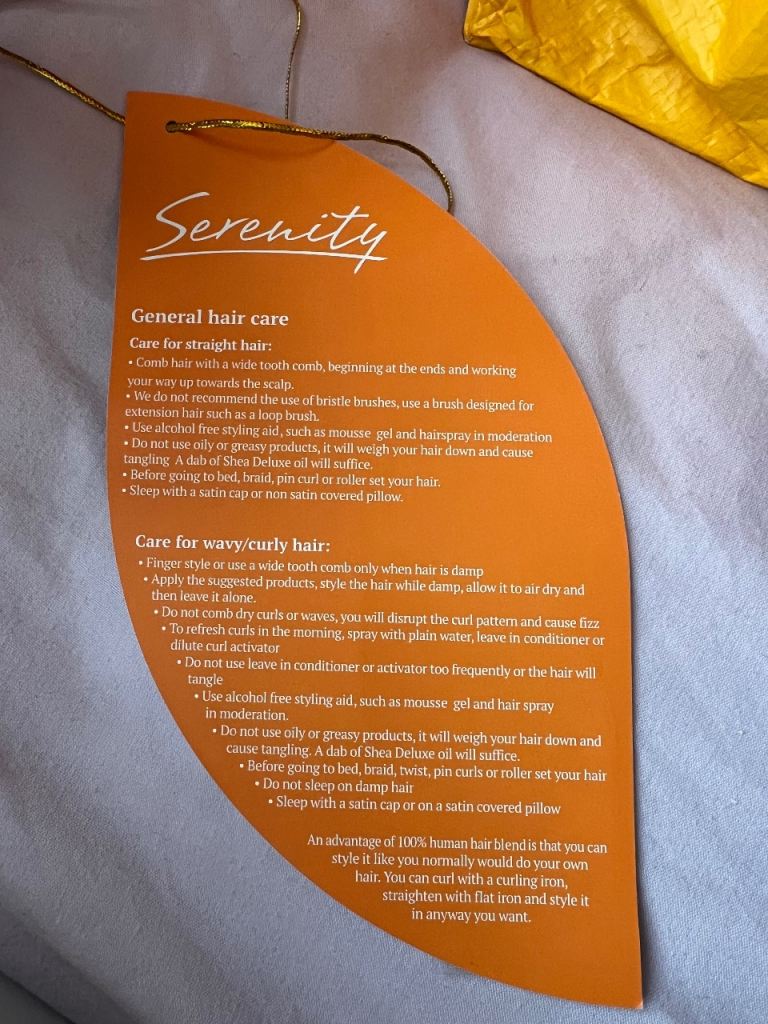 Serenity
General hair care
Care for straight hair:
• Comb hair with a wide tooth comb, beginning at the ends and working
your way up towards the scalp.
• We do not recommend the use of bristle brushes, use a brush designed for
extension hair such as a loop brush.
• Use alcohol free styling aid, such as mousse  gel and hairspray in moderation
• Do not use oily or greasy products, it will weigh your hair down and cause
tangling  A dab of Shea Deluxe oil will suffice.
• Before going to bed, braid, pin curl or roller set your hair.
• Sleep with a satin cap or non satin covered pillow.
Care for wavy/curly hair:
• Finger style or use a wide tooth comb only when hair is damp
• Apply the suggested products, style the hair while damp, allow it to air dry and
then leave it alone.
• Do not comb dry curls or waves, you will disrupt the curl pattern and cause fizz
• To refresh curls in the morning, spray with plain water, leave in conditioner or
dilute curl activator
• Do not use leave in conditioner or activator too frequently or the hair will
tangle
• Use alcohol free styling aid, such as mousse  gel and hair spray
in moderation.
• Do not use oily or greasy products, it will weigh your hair down and
cause tangling. A dab of Shea Deluxe oil will suffice.
• Before going to bed, braid, twist, pin curls or roller set your hair
• Do not sleep on damp hair
• Sleep with a satin cap or on a satin covered pillow
An advantage of 100% human hair blend is that you can
style it like you normally would do your own
hair. You can curl with a curling iron,
straighten with flat iron and style it
in anyway you want.